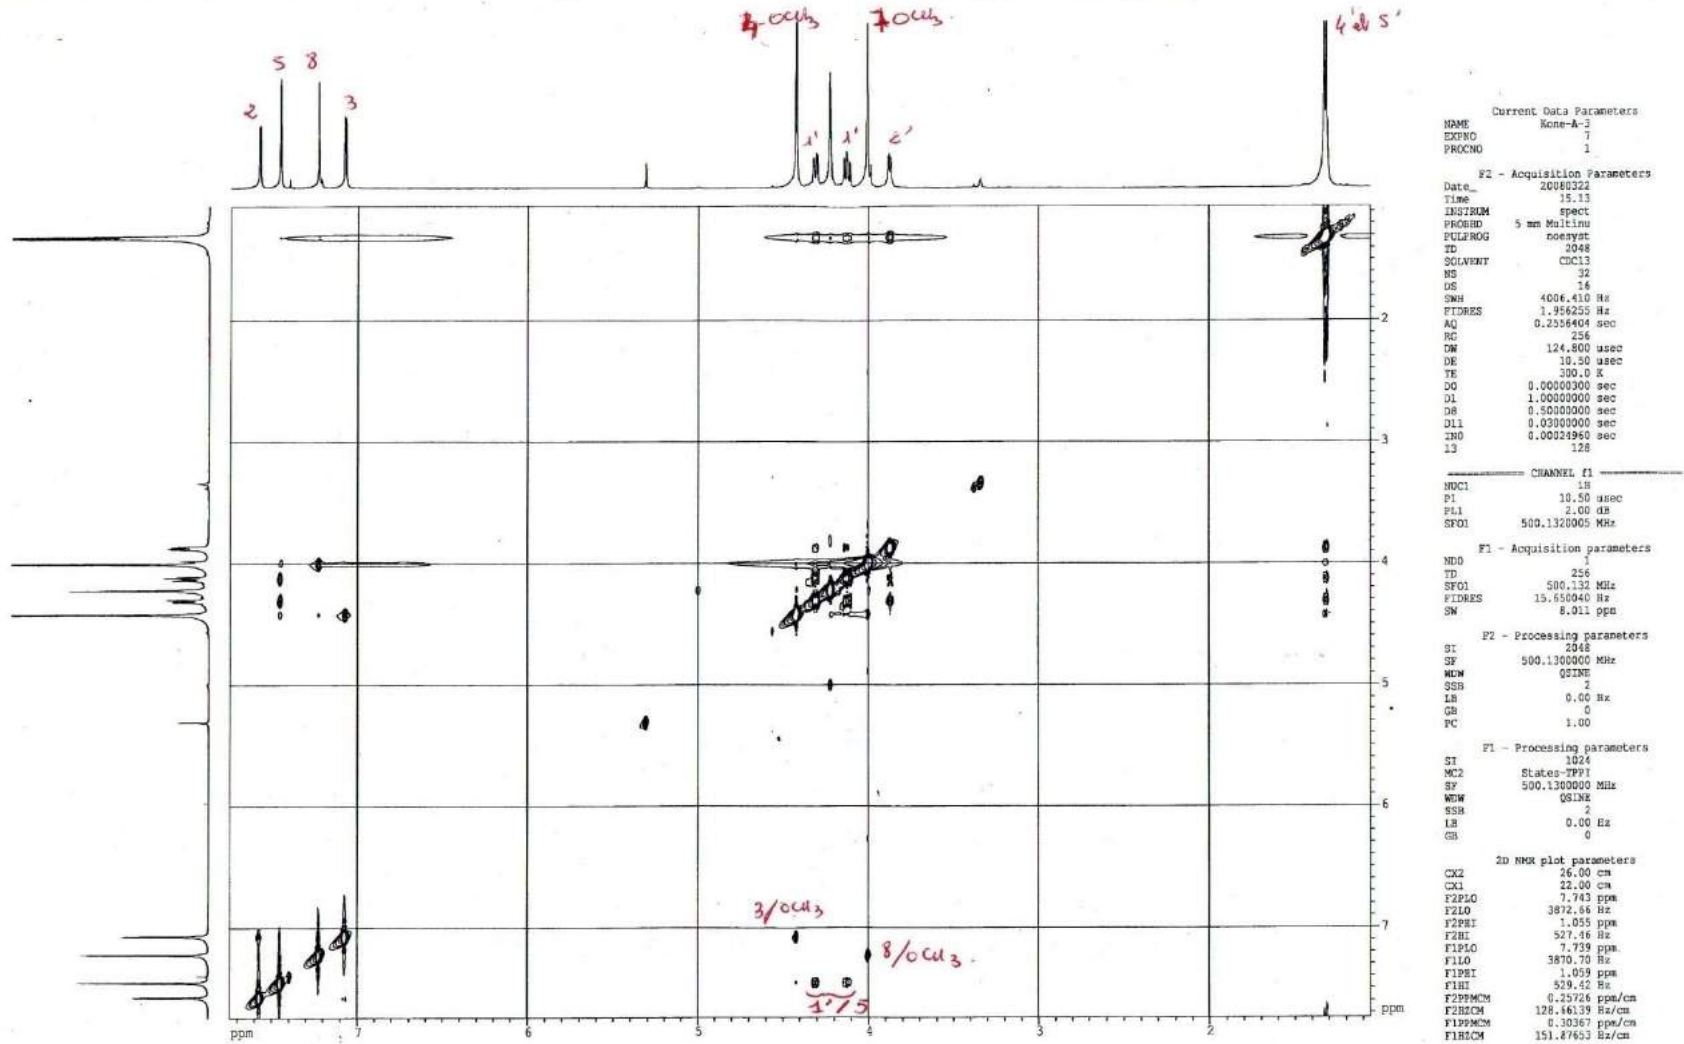 4-OCH3
7 OCH3.
4' et 5'
5
8
2
3
1'
1'
2'
2
3
4
5
6
7
ppm
3/OCH3
8/OCH3.
1'/5
ppm
7
6
5
4
3
2
Current Data Parameters
NAME Kone-A-3
EXPNO 7
PROCNO 1
F2 - Acquisition Parameters
Date_ 20080322
Time 15.13
INSTRUM spect
PROBHD 5 mm Multinu
PULPROG noesyst
TD 2048
SOLVENT CDCl3
NS 32
DS 16
SWH 4006.410 Hz
FIDRES 1.956255 Hz
AQ 0.2556404 sec
RG 256
DW 124.800 usec
DE 10.50 usec
TE 300.0 K
D0 0.00000300 sec
D1 1.00000000 sec
D8 0.50000000 sec
D11 0.03000000 sec
IN0 0.00024960 sec
l3 128
CHANNEL f1
NUC1 1H
P1 10.50 usec
PL1 2.00 dB
SFO1 500.1320005 MHz
F1 - Acquisition parameters
ND0 1
TD 256
SFO1 500.132 MHz
FIDRES 15.650040 Hz
SW 8.011 ppm
F2 - Processing parameters
SI 2048
SF 500.1300000 MHz
WDW QSINE
SSB 2
LB 0.00 Hz
GB 0
PC 1.00
F1 - Processing parameters
SI 1024
MC2 States-TPPI
SF 500.1300000 MHz
WDW QSINE
SSB 2
LB 0.00 Hz
GB 0
2D NMR plot parameters
CX2 26.00 cm
CX1 22.00 cm
F2PLO 7.743 ppm
F2LO 3872.66 Hz
F2PHI 1.055 ppm
F2HI 527.46 Hz
F1PLO 7.739 ppm
F1LO 3870.70 Hz
F1PHI 1.059 ppm
F1HI 529.42 Hz
F2PPMCM 0.25726 ppm/cm
F2HZCM 128.66139 Hz/cm
F1PPMCM 0.30367 ppm/cm
F1HZCM 151.87653 Hz/cm